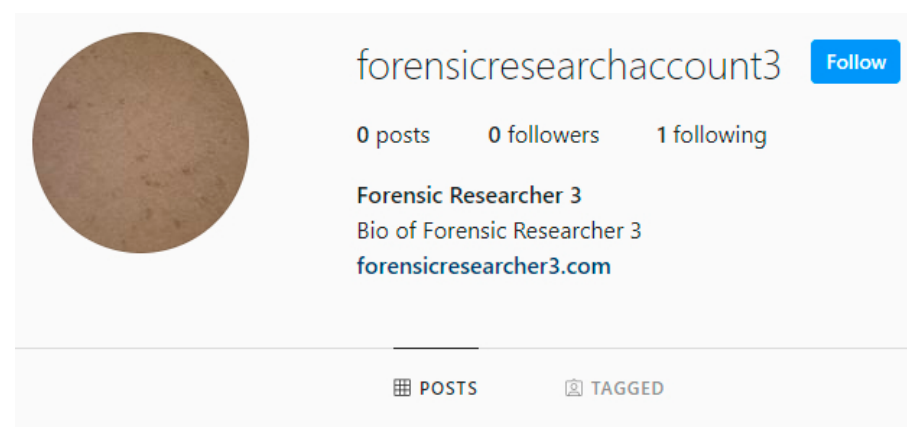 forensicresearchaccount3 Follow
0 posts 0 followers 1 following
Forensic Researcher 3
Bio of Forensic Researcher 3
forensicresearcher3.com
POSTS TAGGED